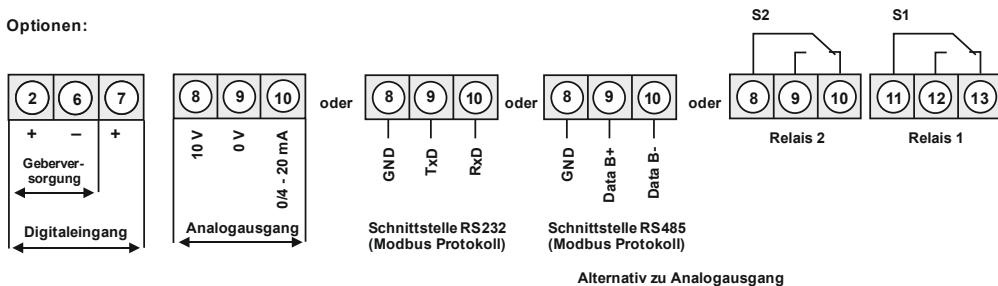 Optionen:
S2 S1
2 6 7
8 9 10
oder
8 9 10
oder
8 9 10
oder
8 9 10
11 12 13
+ – +
Geberver-
sorgung
Digitaleingang
10 V
0 V
0/4 - 20 mA
Analogausgang
GND
TxD
RxD
Schnittstelle RS232
(Modbus Protokoll)
GND
Data B+
Data B-
Schnittstelle RS485
(Modbus Protokoll)
Relais 2
Relais 1
Alternativ zu Analogausgang